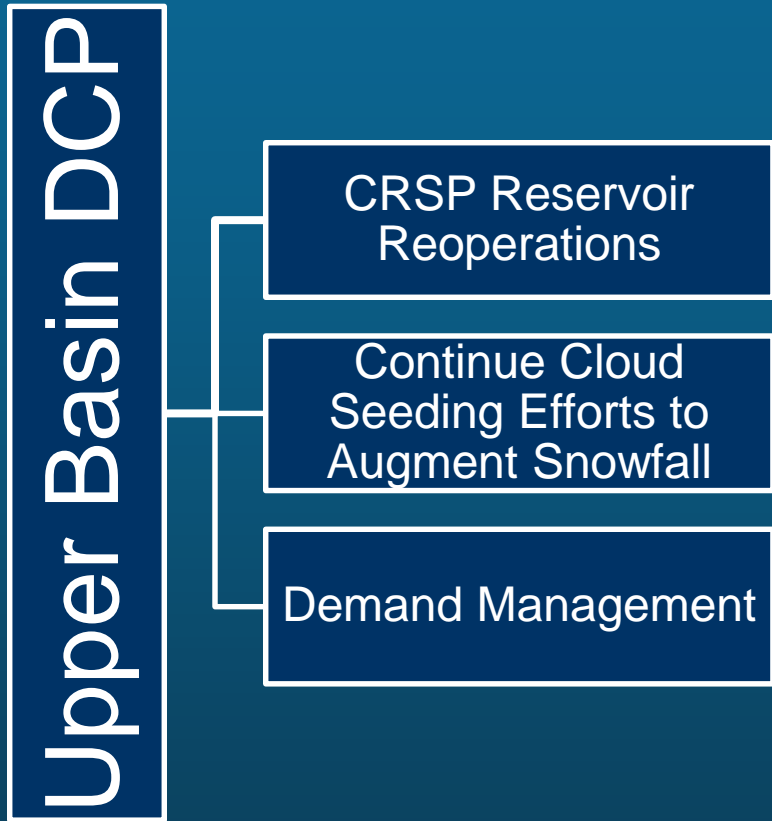 Upper Basin DCP
CRSP Reservoir
Reoperations
Continue Cloud
Seeding Efforts to
Augment Snowfall
Demand Management